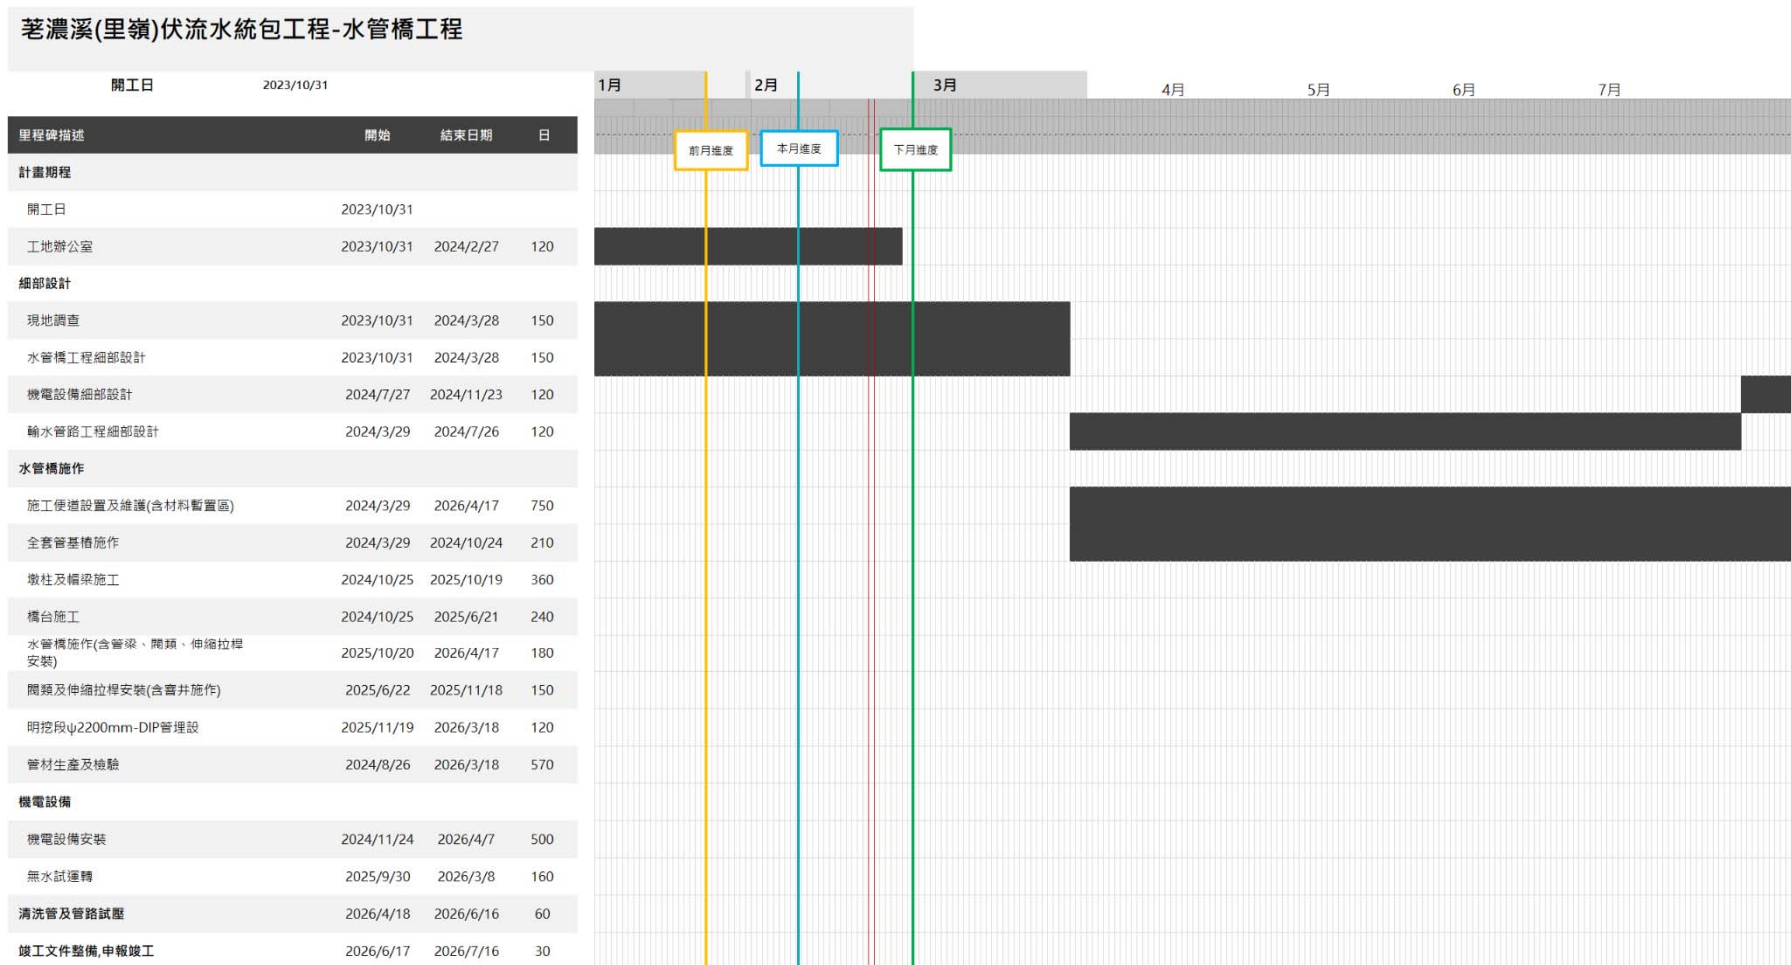 荖濃溪(里嶺)伏流水統包工程-水管橋工程
開工日 2023/10/31
1月 2月 3月 4月 5月 6月 7月
里程碑描述 開始 結束日期 日
前月進度 本月進度 下月進度
計畫期程
開工日 2023/10/31
工地辦公室 2023/10/31 2024/2/27 120
細部設計
現地調查 2023/10/31 2024/3/28 150
水管橋工程細部設計 2023/10/31 2024/3/28 150
機電設備細部設計 2024/7/27 2024/11/23 120
輸水管路工程細部設計 2024/3/29 2024/7/26 120
水管橋施作
施工便道設置及維護(含材料暫置區) 2024/3/29 2026/4/17 750
全套管基樁施作 2024/3/29 2024/10/24 210
墩柱及帽梁施工 2024/10/25 2025/10/19 360
橋台施工 2024/10/25 2025/6/21 240
水管橋施作(含管梁、閥類、伸縮拉桿
安裝) 2025/10/20 2026/4/17 180
閥類及伸縮拉桿安裝(含窨井施作) 2025/6/22 2025/11/18 150
明挖段ψ2200mm-DIP管埋設 2025/11/19 2026/3/18 120
管材生產及檢驗 2024/8/26 2026/3/18 570
機電設備
機電設備安裝 2024/11/24 2026/4/7 500
無水試運轉 2025/9/30 2026/3/8 160
清洗管及管路試壓 2026/4/18 2026/6/16 60
竣工文件整備,申報竣工 2026/6/17 2026/7/16 30